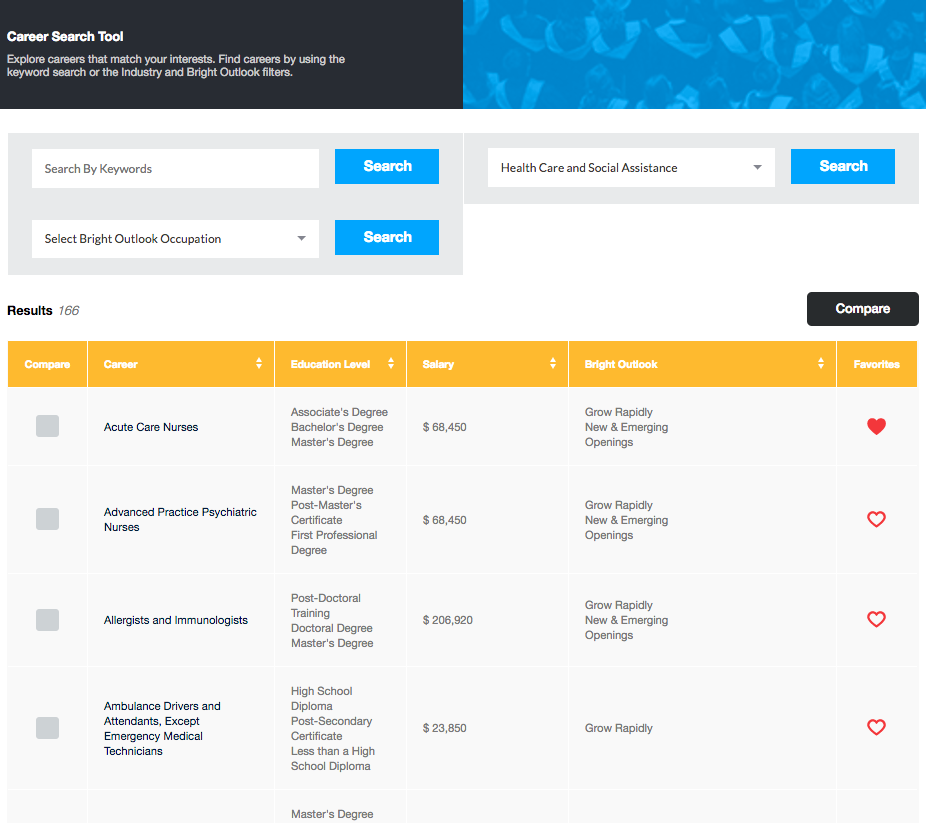 Career Search Tool
Explore careers that match your interests. Find careers by using the
keyword search or the Industry and Bright Outlook filters.
Search By Keywords
Search
Health Care and Social Assistance
Search
Select Bright Outlook Occupation
Search
Results 166
Compare
Compare
Career
Education Level
Salary
Bright Outlook
Favorites
Acute Care Nurses
Associate's Degree
Bachelor's Degree
Master's Degree
$ 68,450
Grow Rapidly
New & Emerging
Openings
Advanced Practice Psychiatric
Nurses
Master's Degree
Post-Master's
Certificate
First Professional
Degree
$ 68,450
Grow Rapidly
New & Emerging
Openings
Allergists and Immunologists
Post-Doctoral
Training
Doctoral Degree
Master's Degree
$ 206,920
Grow Rapidly
New & Emerging
Openings
Ambulance Drivers and
Attendants, Except
Emergency Medical
Technicians
High School
Diploma
Post-Secondary
Certificate
Less than a High
School Diploma
$ 23,850
Grow Rapidly
Master's Degree